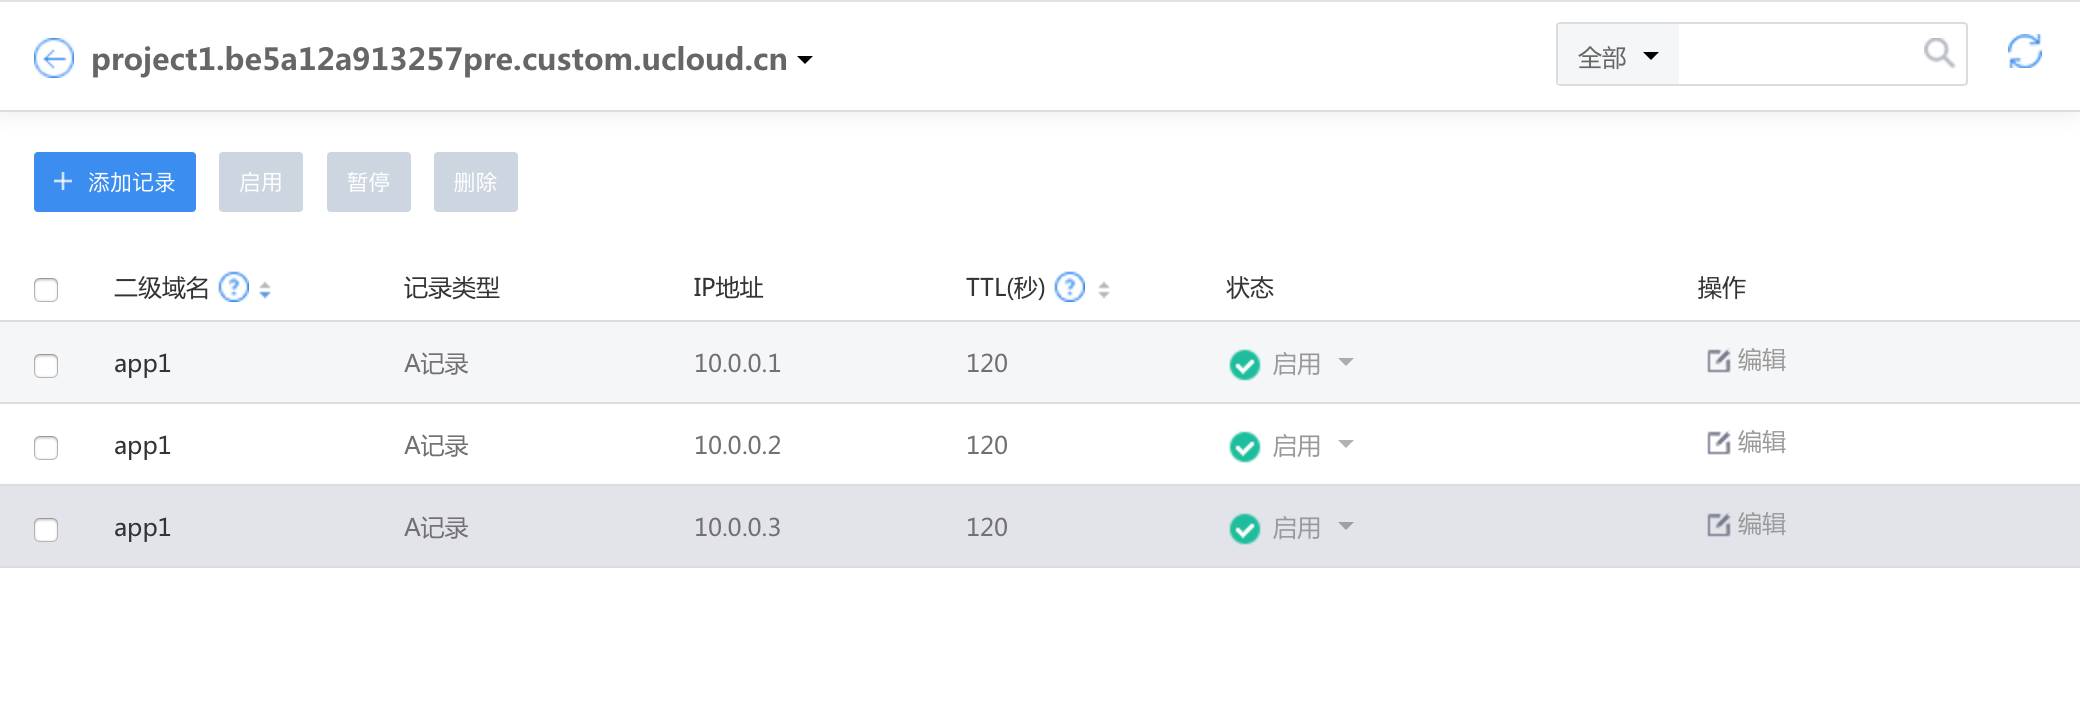 project1.be5a12a913257pre.custom.ucloud.cn 全部
添加记录 启用 暂停 删除
二级域名 ? 记录类型 IP地址 TTL(秒) ? 状态 操作
app1 A记录 10.0.0.1 120 启用 编辑
app1 A记录 10.0.0.2 120 启用 编辑
app1 A记录 10.0.0.3 120 启用 编辑